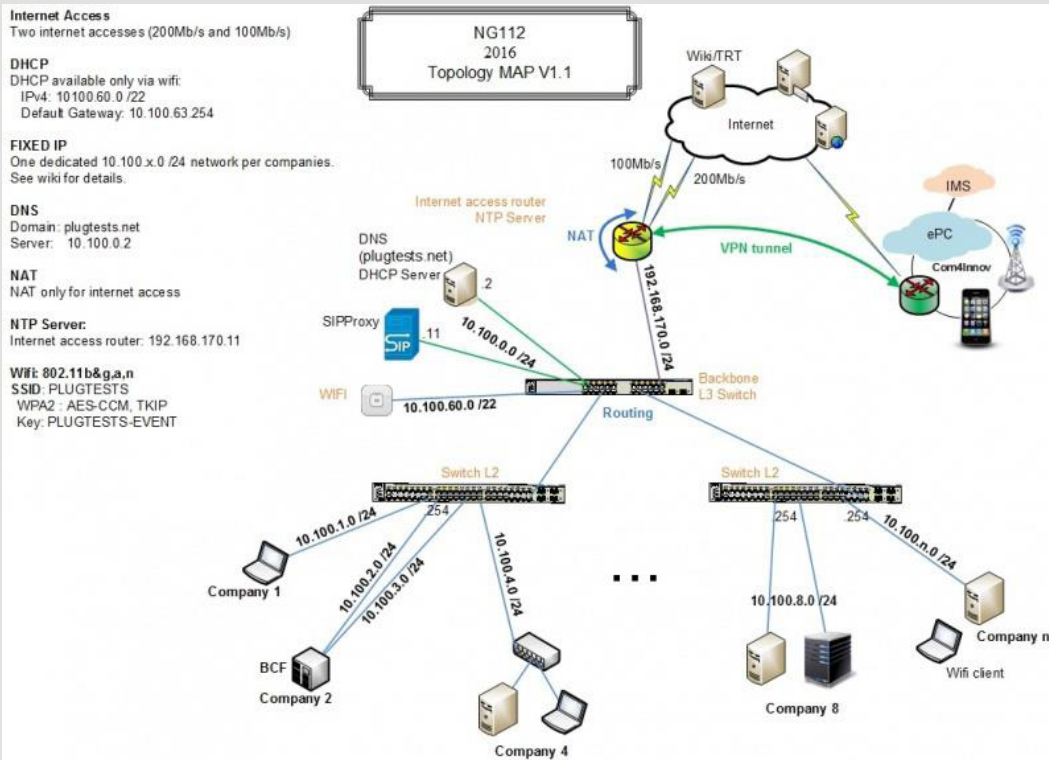 Internet Access
Two internet accesses (200Mb/s and 100Mb/s)
DHCP
DHCP available only via wifi:
IPv4: 10100.60.0 /22
Default Gateway: 10.100.63.254
FIXED IP
One dedicated 10.100.x.0 /24 network per companies.
See wiki for details.
DNS
Domain: plugtests.net
Server: 10.100.0.2
NAT
NAT only for internet access
NTP Server:
Internet access router: 192.168.170.11
Wifi: 802.11b&g,a,n
SSID: PLUGTESTS
WPA2 : AES-CCM, TKIP
Key: PLUGTESTS-EVENT
NG112
2016
Topology MAP V1.1
Wiki/TRT
Internet
100Mb/s
200Mb/s
Internet access router
NTP Server
NAT
VPN tunnel
IMS
ePC
Com4Innov
192.168.170.0 /24
DNS
(plugtests.net)
DHCP Server
.2
SIPProxy
SIP
.11
10.100.0.0 /24
WIFI
10.100.60.0 /22
Backbone
L3 Switch
Routing
Switch L2
.254
10.100.1.0 /24
Company 1
10.100.2.0 /24
10.100.3.0 /24
BCF
Company 2
10.100.4.0 /24
Company 4
...
Switch L2
.254
.254
10.100.8.0 /24
Company 8
10.100.n.0 /24
Company n
Wifi client